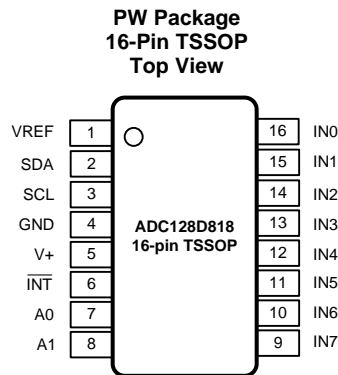 PW Package
16-Pin TSSOP
Top View
VREF 1 16 IN0
SDA 2 15 IN1
SCL 3 14 IN2
GND 4 13 IN3
ADC128D818
16-pin TSSOP
V+ 5 12 IN4
INT 6 11 IN5
A0 7 10 IN6
A1 8 9 IN7